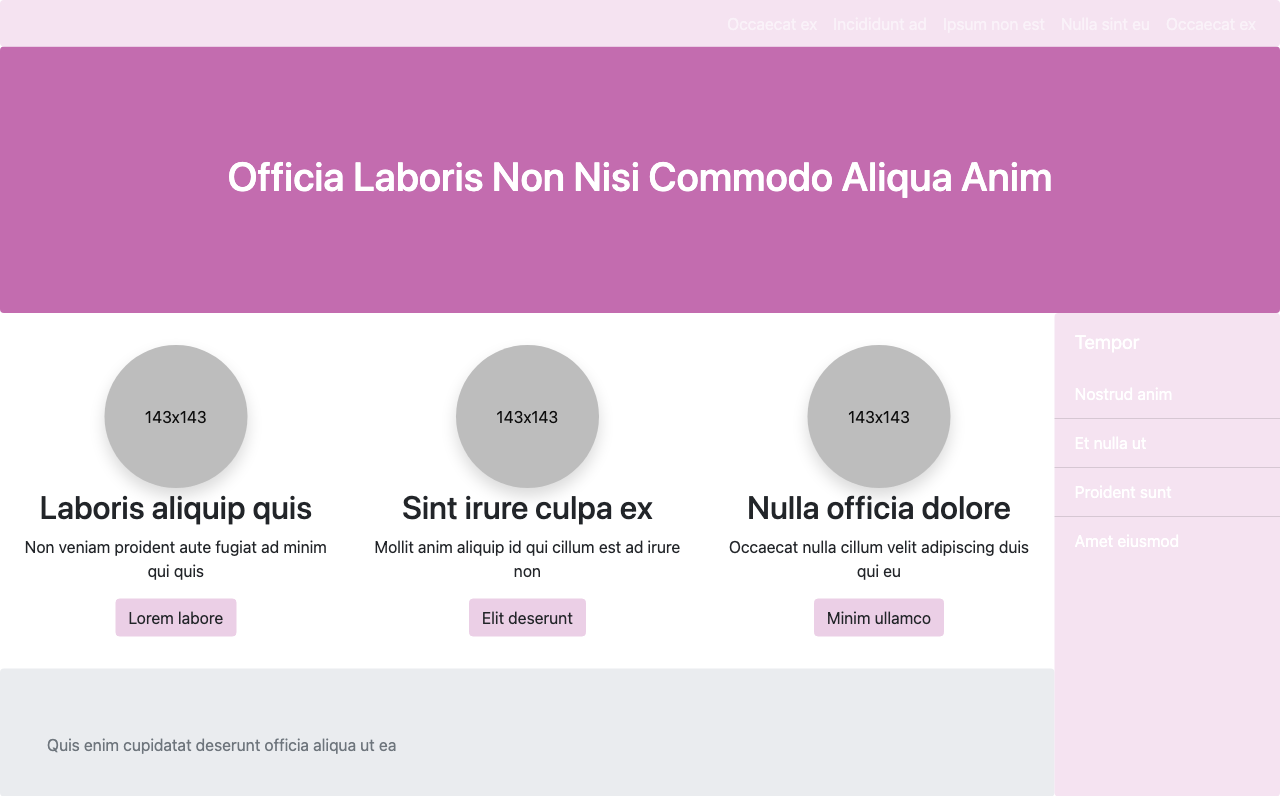 Occaecat ex Incididunt ad Ipsum non est Nulla sint eu Occaecat ex
Officia Laboris Non Nisi Commodo Aliqua Anim
143x143
Laboris aliquip quis
Non veniam proident aute fugiat ad minim
qui quis
Lorem labore
143x143
Sint irure culpa ex
Mollit anim aliquip id qui cillum est ad irure
non
Elit deserunt
143x143
Nulla officia dolore
Occaecat nulla cillum velit adipiscing duis
qui eu
Minim ullamco
Tempor
Nostrud anim
Et nulla ut
Proident sunt
Amet eiusmod
Quis enim cupidatat deserunt officia aliqua ut ea